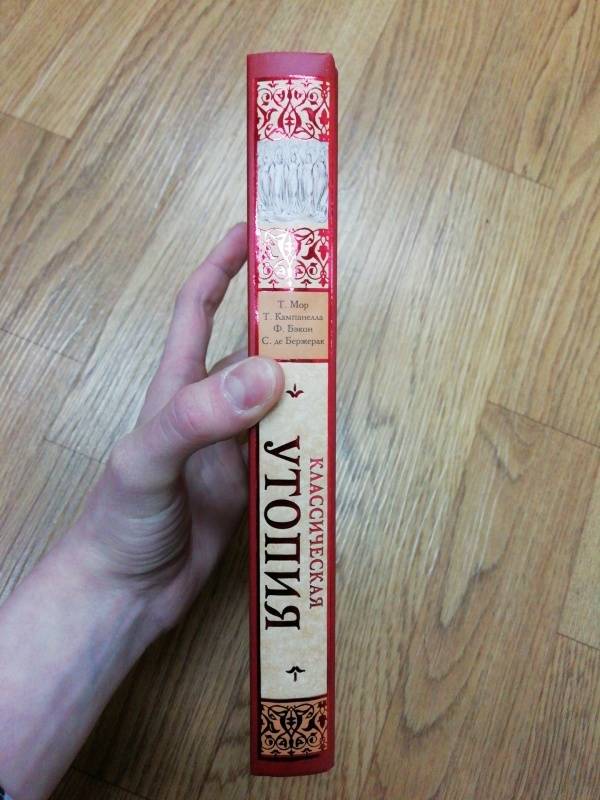 Т. Мор
Т. Кампанелла
Ф. Бэкон
С. де Бержерак
КЛАССИЧЕСКАЯ
УТОПИЯ